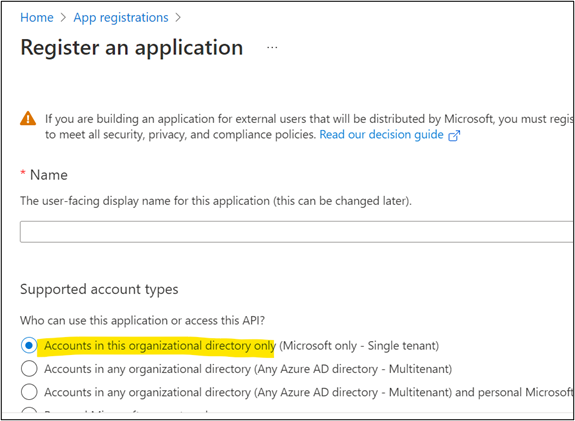 Home > App registrations >
Register an application ...
If you are building an application for external users that will be distributed by Microsoft, you must regis
to meet all security, privacy, and compliance policies. Read our decision guide
* Name
The user-facing display name for this application (this can be changed later).
Supported account types
Who can use this application or access this API?
Accounts in this organizational directory only (Microsoft only - Single tenant)
Accounts in any organizational directory (Any Azure AD directory - Multitenant)
Accounts in any organizational directory (Any Azure AD directory - Multitenant) and personal Microsoft